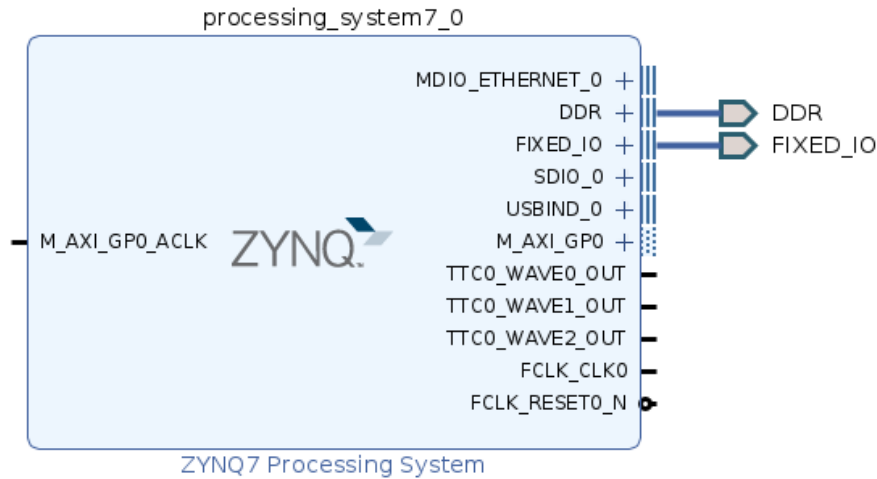 processing_system7_0
MDIO_ETHERNET_0
DDR
DDR
FIXED_IO
FIXED_IO
SDIO_0
USBIND_0
M_AXI_GP0_ACLK
ZYNQ
M_AXI_GP0
TTC0_WAVE0_OUT
TTC0_WAVE1_OUT
TTC0_WAVE2_OUT
FCLK_CLK0
FCLK_RESET0_N
ZYNQ7 Processing System